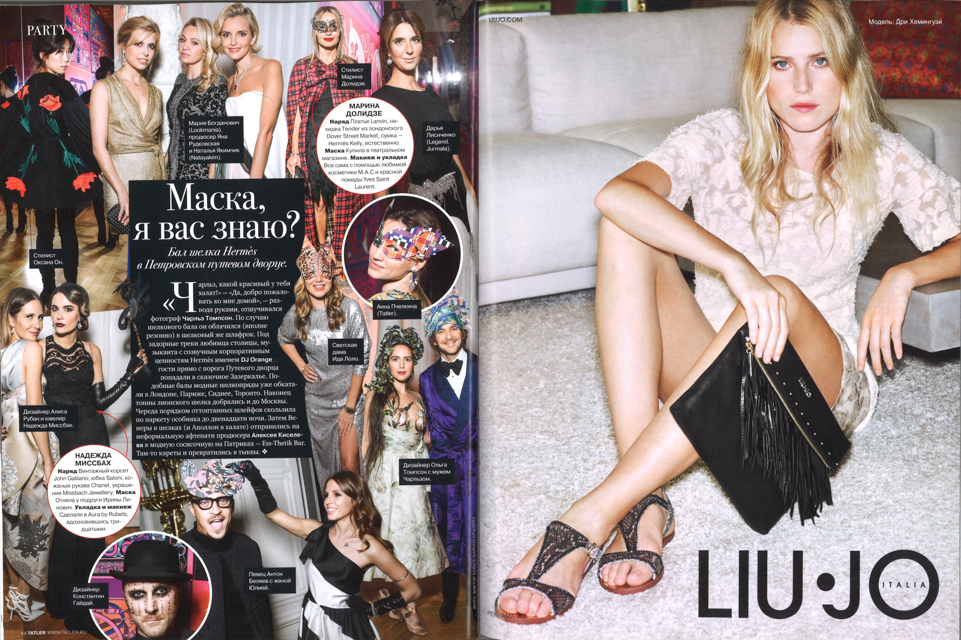 PARTY
Стилист
Марина
Долидзе.
Мария Богданович
(Lookmania),
продюсер Яна
Рудковская
и Наталья Якимчик
(Natayakim).
МАРИНА
ДОЛИДЗЕ
Наряд Платье Lanvin, на-
кидка Tender из лондонского
Dover Street Market, сумка —
Hermès Kelly, естественно.
Маска Купила в театральном
магазине. Макияж и укладка
Все сама с помощью любимой
косметики M.A.C и красной
помады Yves Saint
Laurent.
Дарья
Лисиченко
(Legend.
Jurmala).
Стилист
Оксана Он.
Маска,
я вас знаю?
Бал шелка Hermès
в Петровском путевом дворце.
«Чарльз, какой красивый у тебя
халат!» — «Да, добро пожало-
вать ко мне домой», — раз-
водя руками, отшучивался
фотограф Чарльз Томпсон. По случаю
шелкового бала он облачился (вполне
резонно) в шелковый же шлафрок. Под
задорные треки любимца столицы, му-
зыканта с созвучным корпоративным
ценностям Hermès именем DJ Orange
гости прямо с порога Путевого дворца
попадали в сказочное Зазеркалье. По-
добные балы модные шелкопряды уже обката-
ли в Лондоне, Париже, Сиднее, Торонто. Наконец
тонны лионского шелка добрались и до Москвы.
Череда порядком оттоптанных шлейфов скользила
по паркету особняка до двенадцати ночи. Затем Ве-
неры в шелках (и Аполлон в халате) отправились на
неформальную афтепати продюсера Алексея Киселе-
ва в модную сосисочную на Патриках — Ess-Thetik Bar.
Там-то кареты и превратились в тыквы.
Анна Пчелкина
(Tatler).
Светская
дама
Ида Лоло.
Дизайнер Алиса
Рубан и ювелир
Надежда Миссбах.
НАДЕЖДА
МИССБАХ
Наряд Винтажный корсет
John Galliano, юбка Saloni, ко-
жаные рукава Chanel, украше-
ния Missbach Jewellery. Маска
Отняла у подруги Ирины Ли-
нович. Укладка и макияж
Сделали в Aura by Rubets,
вдохновившись три-
дцатыми.
Дизайнер Ольга
Томпсон с мужем
Чарльзом.
Дизайнер
Константин
Гайдай.
Певец Антон
Беляев с женой
Юлией.
TATLER WWW.TATLER.RU
LIUJO.COM
Модель: Дри Хемингуэй
LIU·JO
ITALIA